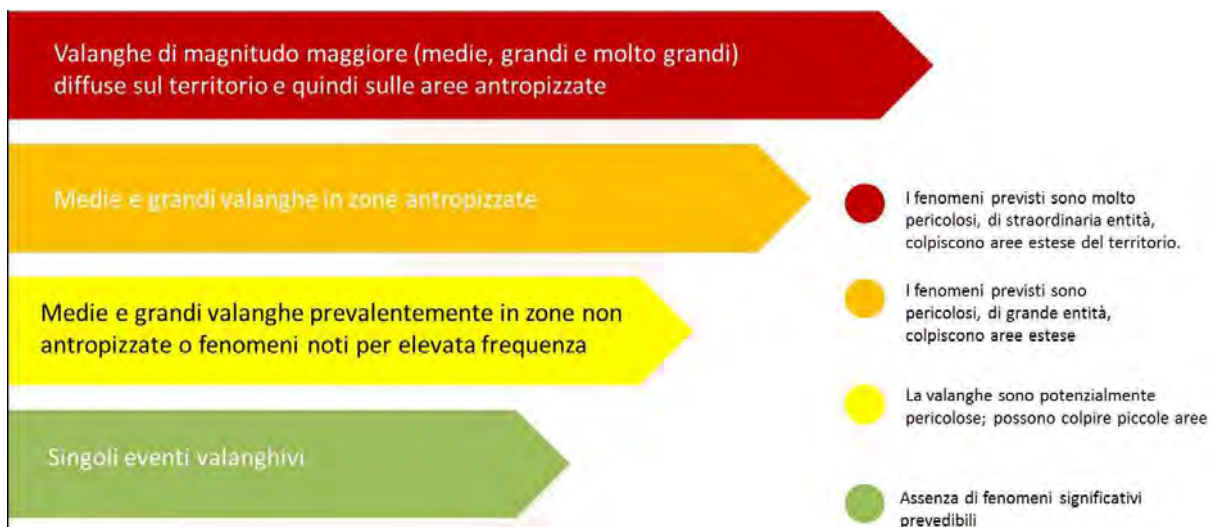 Valanghe di magnitudo maggiore (medie, grandi e molto grandi)
diffuse sul territorio e quindi sulle aree antropizzate
Medie e grandi valanghe in zone antropizzate
I fenomeni previsti sono molto
pericolosi, di straordinaria entità,
colpiscono aree estese del territorio.
I fenomeni previsti sono
pericolosi, di grande entità,
colpiscono aree estese
Medie e grandi valanghe prevalentemente in zone non
antropizzate o fenomeni noti per elevata frequenza
La valanghe sono potenzialmente
pericolose; possono colpire piccole aree
Singoli eventi valanghivi
Assenza di fenomeni significativi
prevedibili